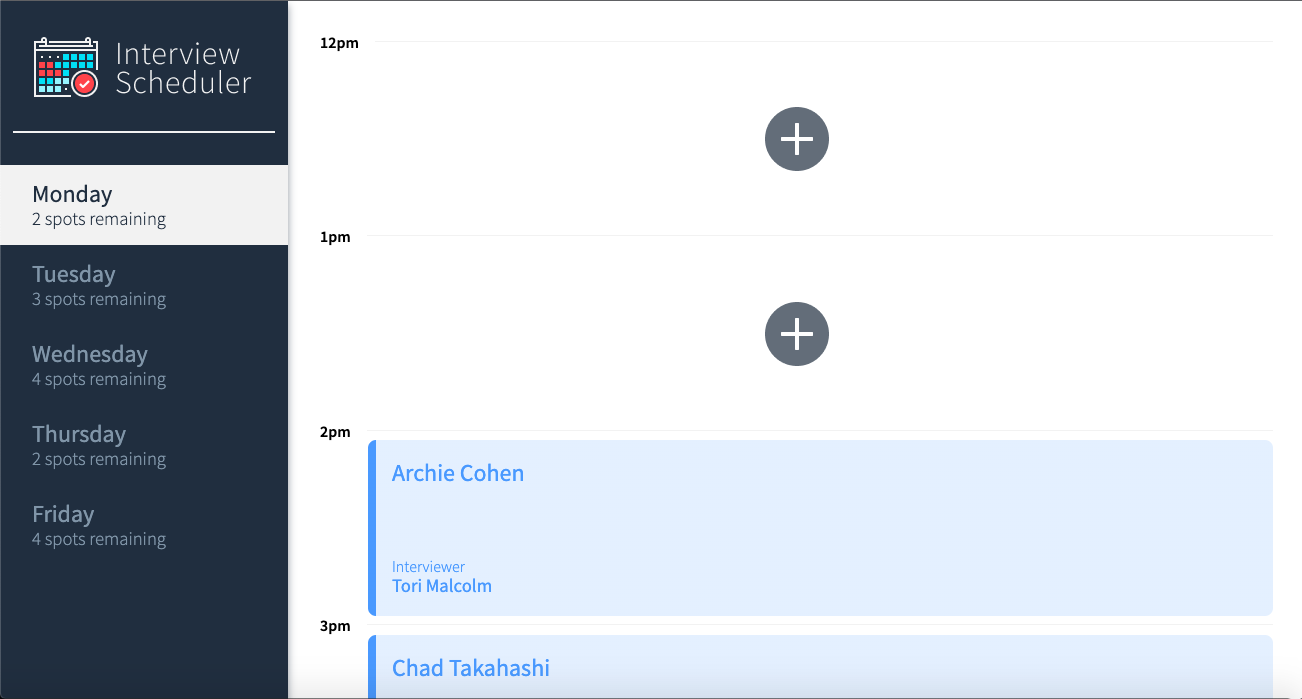 Interview
Scheduler
Monday
2 spots remaining
Tuesday
3 spots remaining
Wednesday
4 spots remaining
Thursday
2 spots remaining
Friday
4 spots remaining
12pm
1pm
2pm
Archie Cohen
Interviewer
Tori Malcolm
3pm
Chad Takahashi